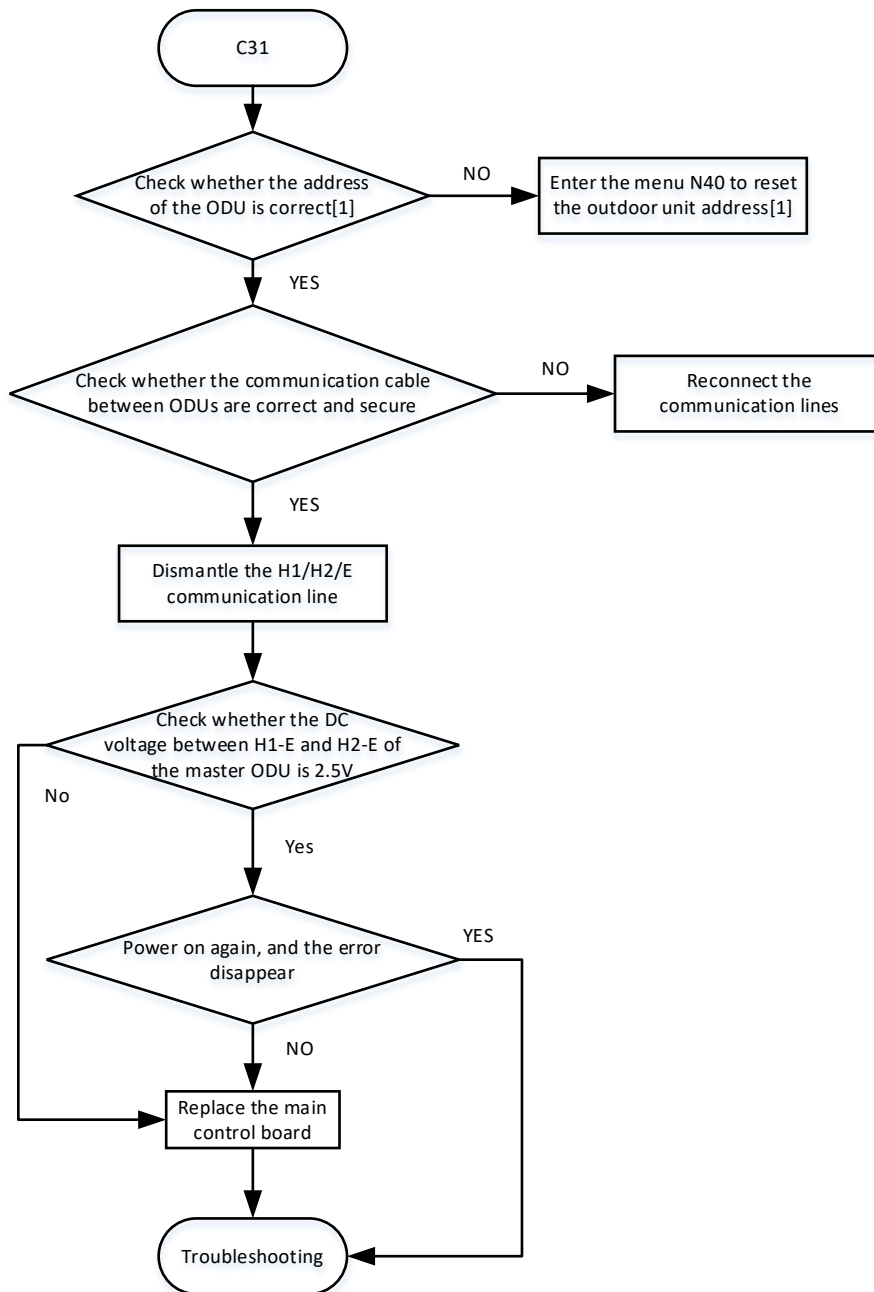 C31
Check whether the address
of the ODU is correct[1]
NO
Enter the menu N40 to reset
the outdoor unit address[1]
YES
Check whether the communication cable
between ODUs are correct and secure
NO
Reconnect the
communication lines
YES
Dismantle the H1/H2/E
communication line
Check whether the DC
voltage between H1-E and H2-E of
the master ODU is 2.5V
No
Yes
Power on again, and the error
disappear
YES
NO
Replace the main
control board
Troubleshooting